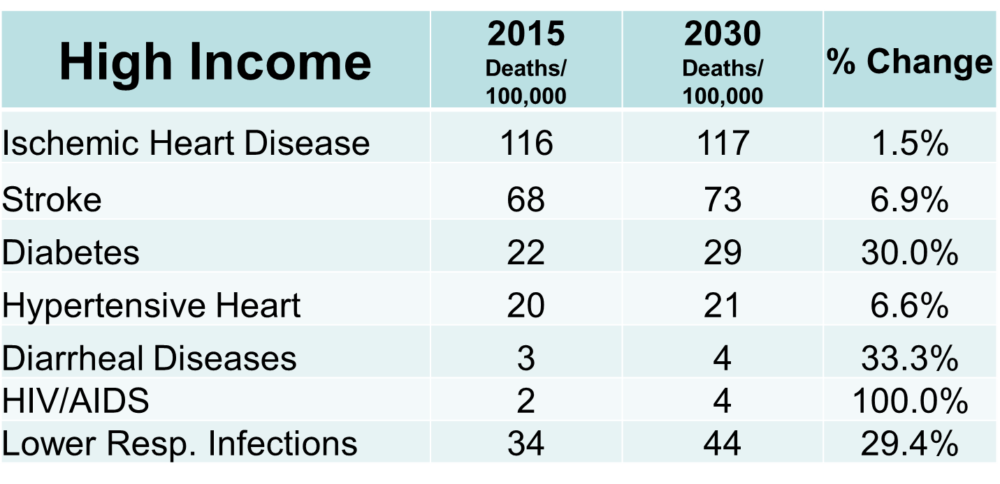 High Income 2015 Deaths/ 100,000 2030 Deaths/ 100,000 % Change
Ischemic Heart Disease 116 117 1.5%
Stroke 68 73 6.9%
Diabetes 22 29 30.0%
Hypertensive Heart 20 21 6.6%
Diarrheal Diseases 3 4 33.3%
HIV/AIDS 2 4 100.0%
Lower Resp. Infections 34 44 29.4%